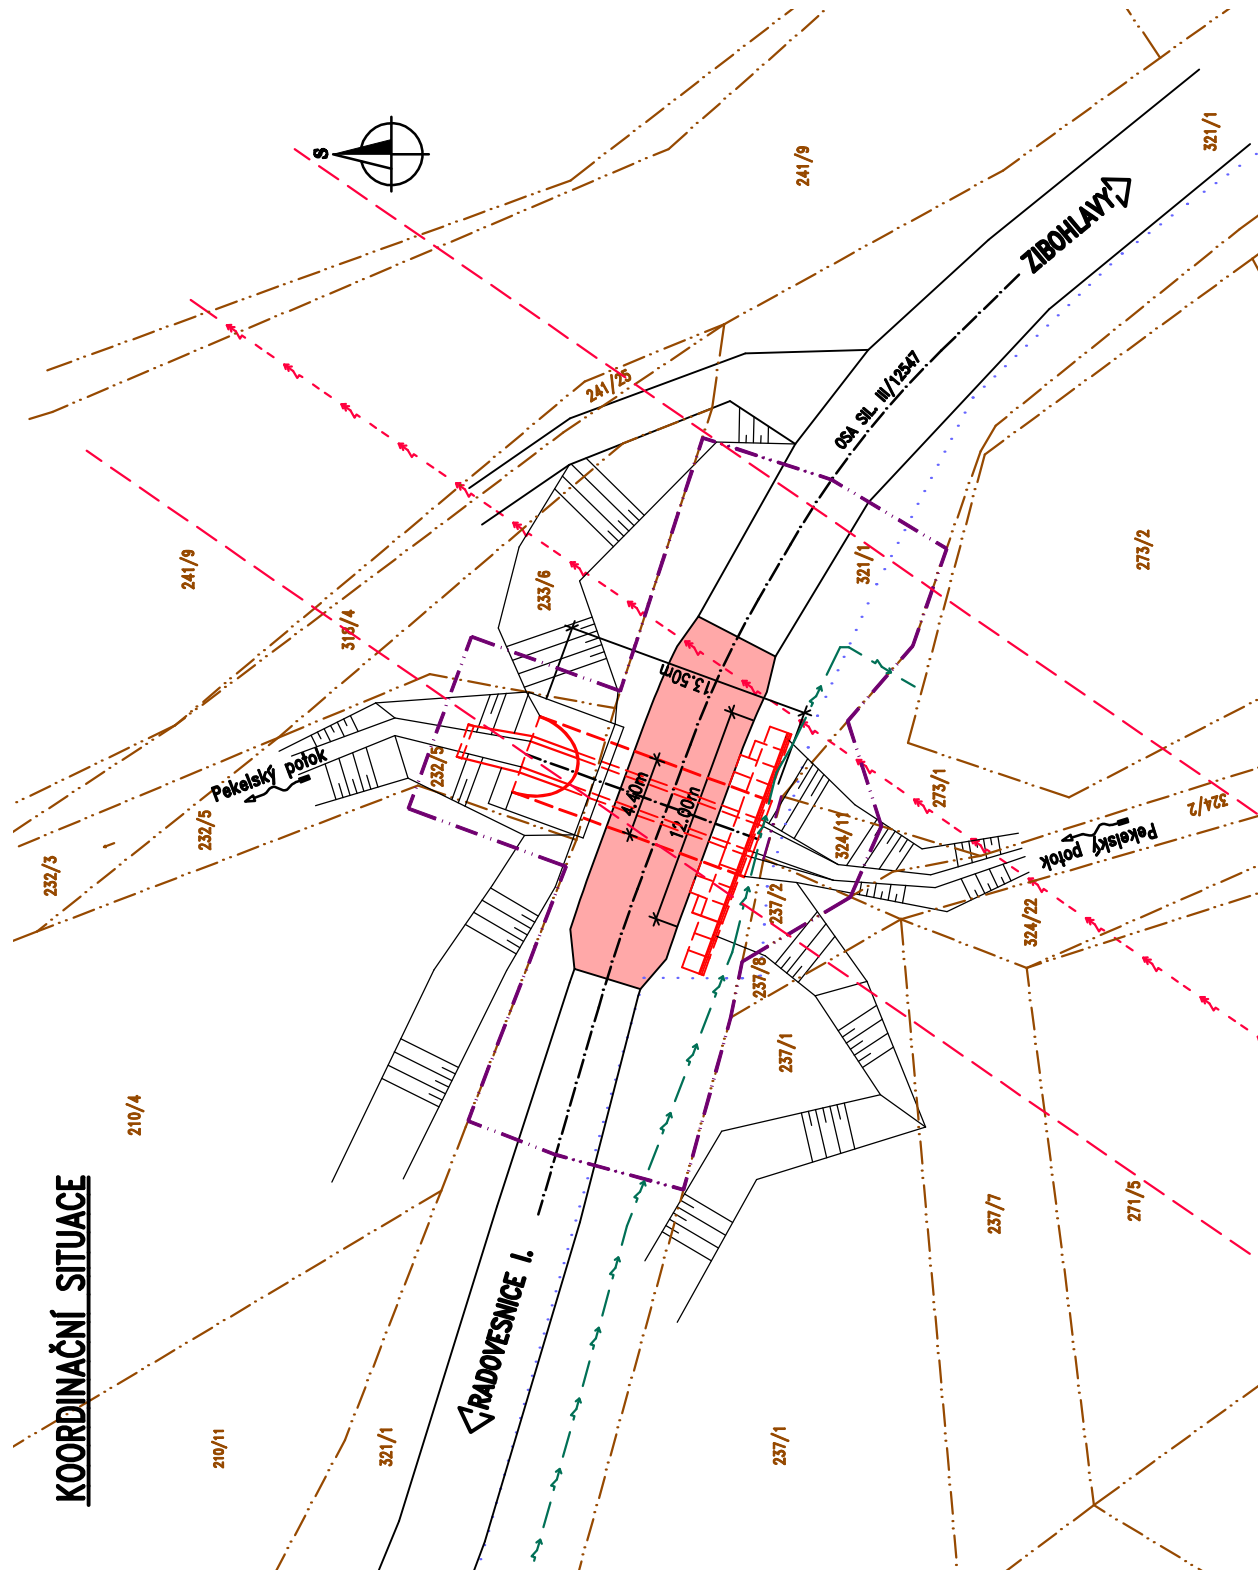 KOORDINAČNÍ SITUACE
S
241/9
321/1
ZIBOHLAVY
241/25
OSA SIL. III/12547
241/9
318/4
233/6
321/1
273/2
13.50m
Pekelský potok
232/5
232/5
232/3
4.40m
12.00m
273/1
324/2
324/11
Pekelský potok
237/2
324/22
237/8
237/1
210/4
237/7
271/5
RADOVESNICE I.
210/11
321/1
237/1